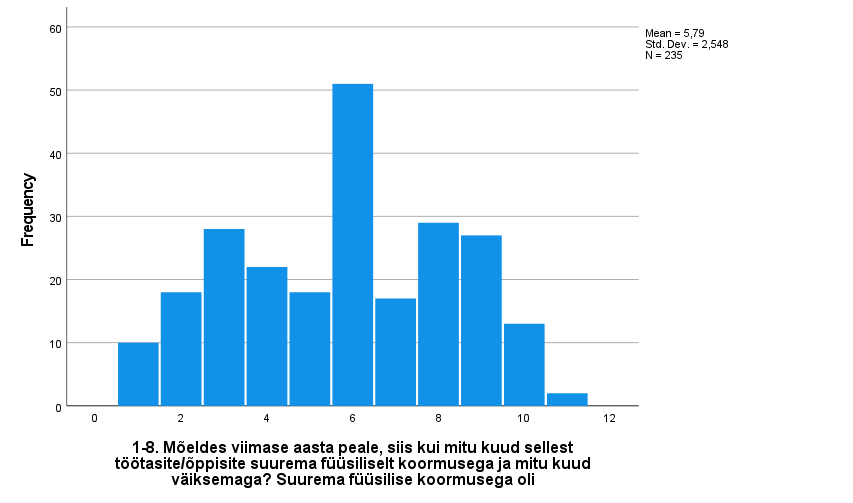 60
50
40
30
20
10
0
Frequency
0 2 4 6 8 10 12
1-8. Mõeldes viimase aasta peale, siis kui mitu kuud sellest
töötasite/õppisite suurema füüsiliselt koormusega ja mitu kuud
väiksemaga? Suurema füüsilise koormusega oli
Mean = 5,79
Std. Dev. = 2,548
N = 235